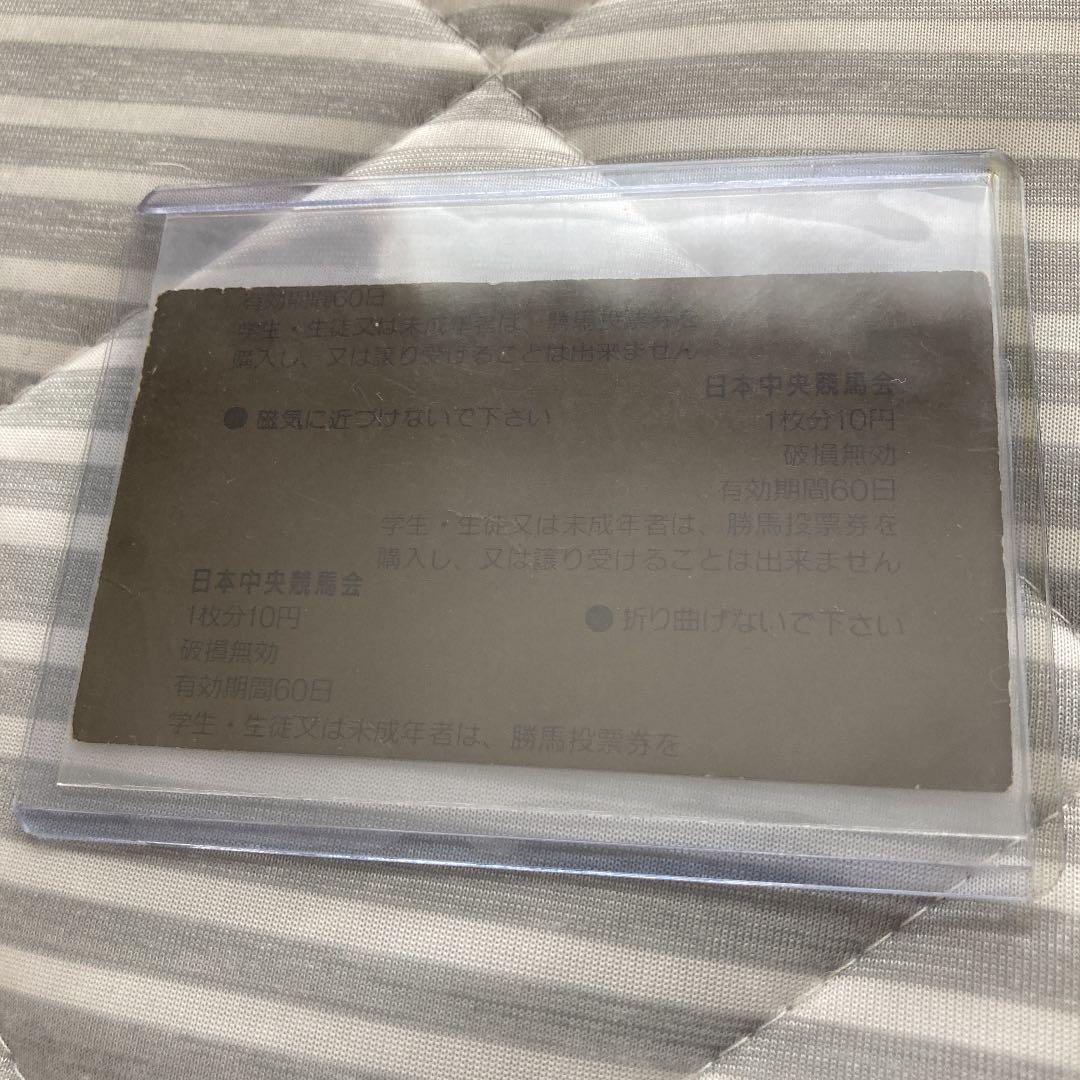 有効期間60日
学生・生徒又は未成年者は、勝馬投票券を
購入し、又は譲り受けることは出来ません
日本中央競馬会
● 磁気に近づけないで下さい
1枚分10円
破損無効
有効期間60日
学生・生徒又は未成年者は、勝馬投票券を
購入し、又は譲り受けることは出来ません
日本中央競馬会
1枚分10円
● 折り曲げないで下さい
破損無効
有効期間60日
学生・生徒又は未成年者は、勝馬投票券を